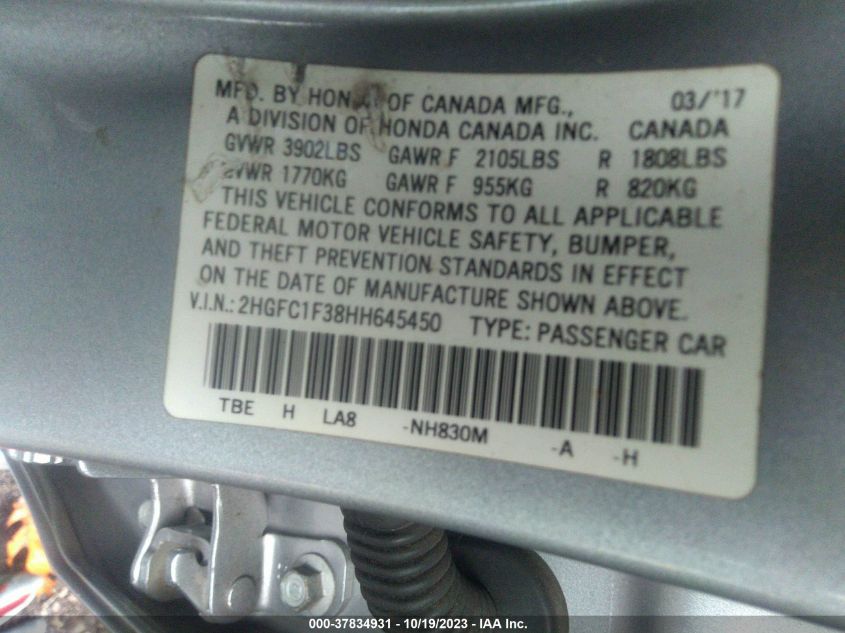 MFD. BY HONDA OF CANADA MFG., 03/'17
A DIVISION OF HONDA CANADA INC. CANADA
GVWR 3902LBS GAWR F 2105LBS R 1808LBS
GVWR 1770KG GAWR F 955KG R 820KG
THIS VEHICLE CONFORMS TO ALL APPLICABLE
FEDERAL MOTOR VEHICLE SAFETY, BUMPER,
AND THEFT PREVENTION STANDARDS IN EFFECT
ON THE DATE OF MANUFACTURE SHOWN ABOVE.
V.I.N.: 2HGFC1F38HH645450 TYPE: PASSENGER CAR
TBE H LA8 -NH830M -A -H
000-37834931 - 10/19/2023 - IAA Inc.